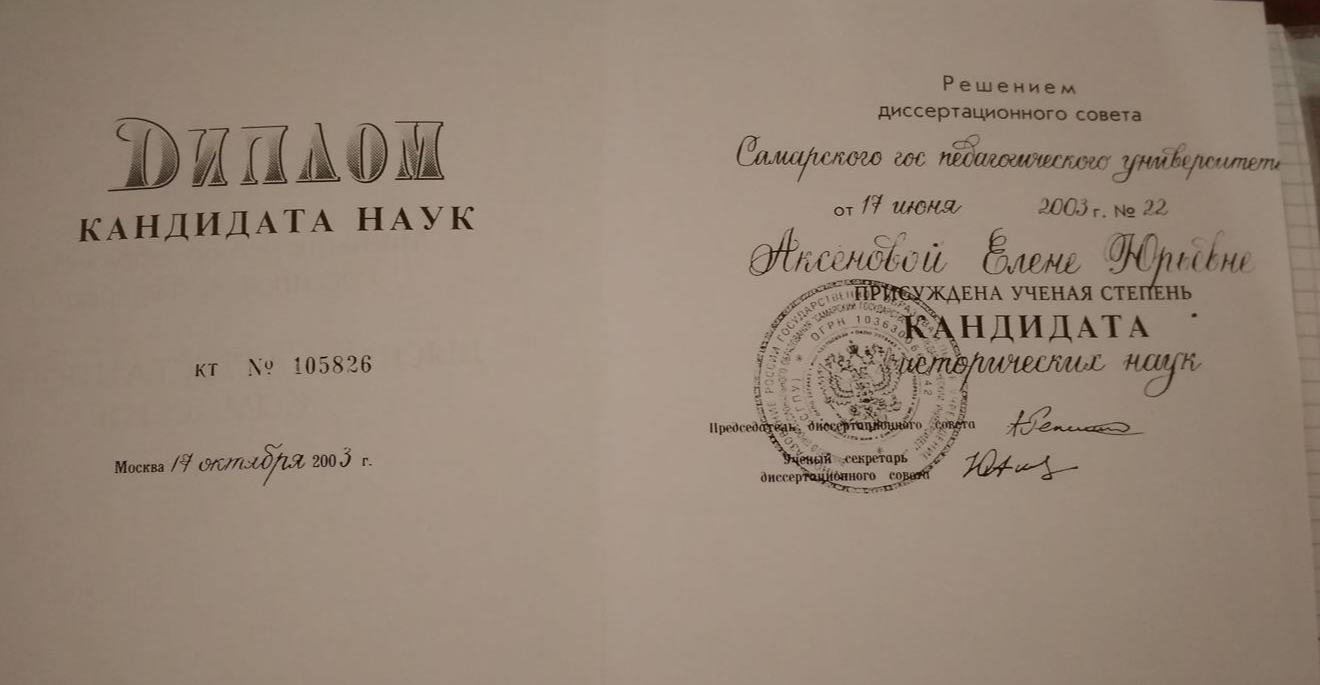 ДИПЛОМ
КАНДИДАТА НАУК
КТ № 105826
Москва 17 октября 2003 г.
Решением
диссертационного совета
Самарского гос педагогического университета
от 17 июня 2003 г. № 22
Аксеновой Елене Юрьевне
ПРИСУЖДЕНА УЧЕНАЯ СТЕПЕНЬ
КАНДИДАТА
исторических наук
Председатель диссертационного совета
Ученый секретарь
диссертационного совета